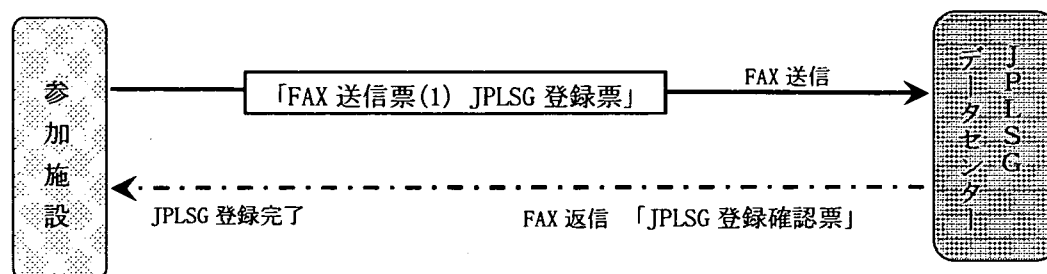 参加施設
「FAX 送信票(1) JPLSG 登録票」
FAX 送信
JPLSG
データセンター
JPLSG 登録完了
FAX 返信 「JPLSG 登録確認票」